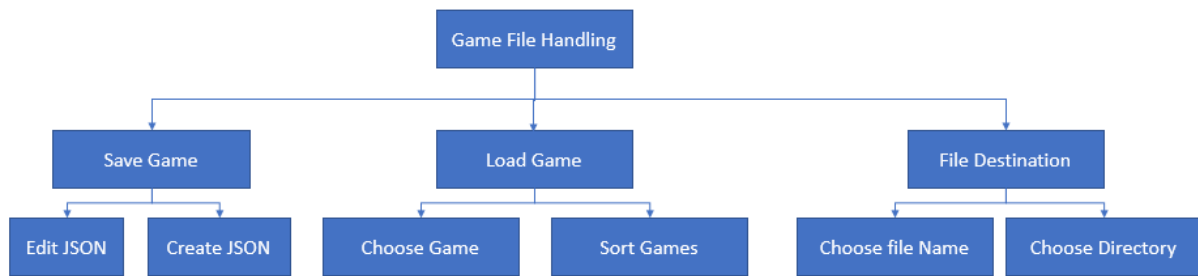 Game File Handling
Save Game
Load Game
File Destination
Edit JSON
Create JSON
Choose Game
Sort Games
Choose file Name
Choose Directory